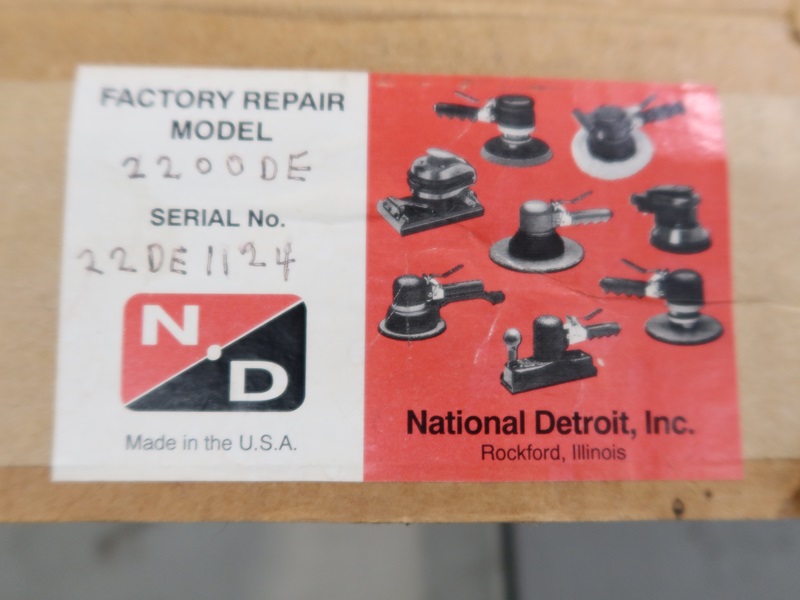 FACTORY REPAIR
MODEL
2200DE
SERIAL No.
22DE1124
N
D
Made in the U.S.A.
National Detroit, Inc.
Rockford, Illinois